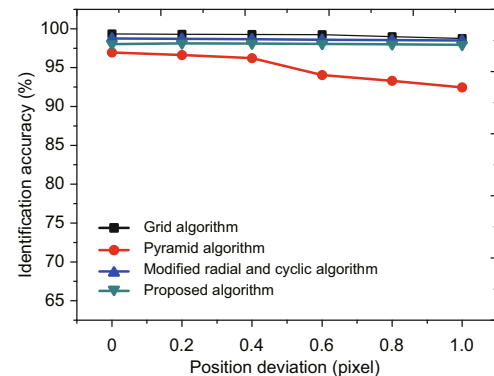 100
95
90
85
80
75
70
65
Identification accuracy (%)
Grid algorithm
Pyramid algorithm
Modified radial and cyclic algorithm
Proposed algorithm
0 0.2 0.4 0.6 0.8 1.0
Position deviation (pixel)